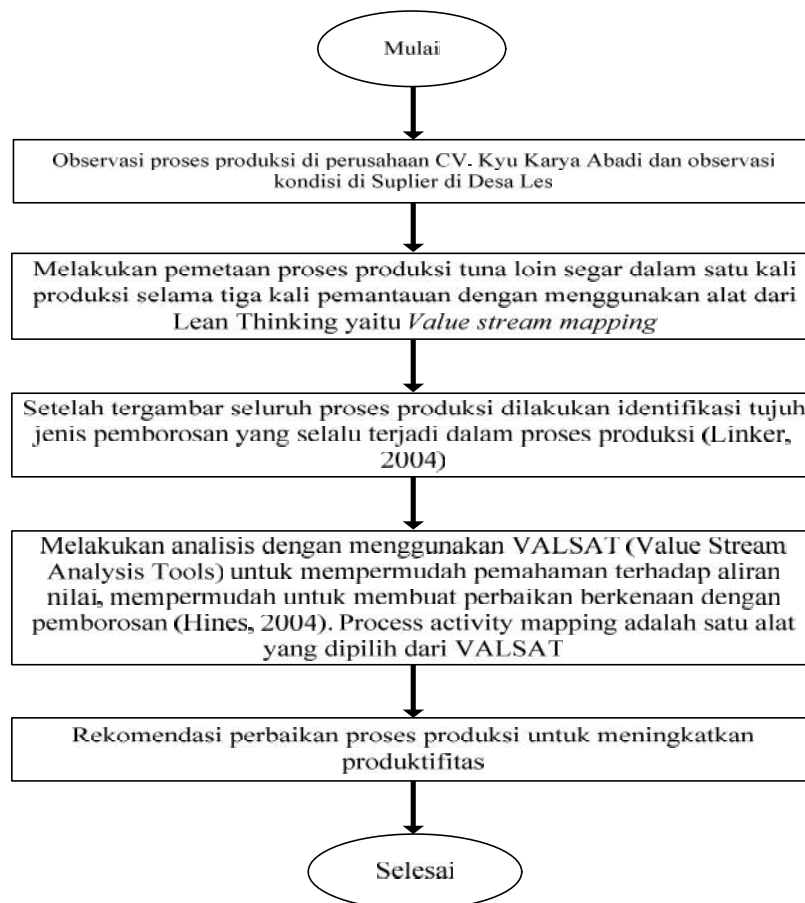 Mulai
Observasi proses produksi di perusahaan CV. Kyu Karya Abadi dan observasi
kondisi di Suplier di Desa Les
Melakukan pemetaan proses produksi tuna loin segar dalam satu kali
produksi selama tiga kali pemantauan dengan menggunakan alat dari
Lean Thinking yaitu Value stream mapping
Setelah tergambar seluruh proses produksi dilakukan identifikasi tujuh
jenis pemborosan yang selalu terjadi dalam proses produksi (Linker,
2004)
Melakukan analisis dengan menggunakan VALSAT (Value Stream
Analysis Tools) untuk mempermudah pemahaman terhadap aliran
nilai, mempermudah untuk membuat perbaikan berkenaan dengan
pemborosan (Hines, 2004). Process activity mapping adalah satu alat
yang dipilih dari VALSAT
Rekomendasi perbaikan proses produksi untuk meningkatkan
produktifitas
Selesai